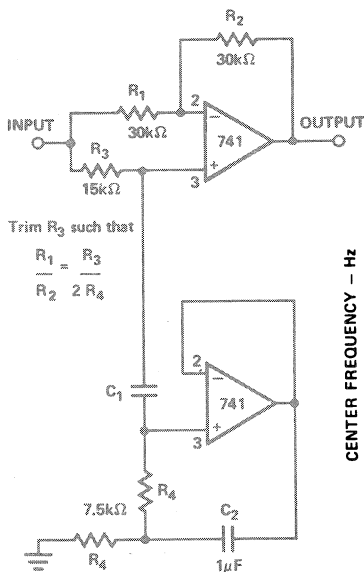 R₂
30kΩ
R₁
2
INPUT
30kΩ
−
OUTPUT
R₃
741
15kΩ
3
+
Trim R₃ such that
R₁ = R₃
R₂ 2 R₄
CENTER FREQUENCY – Hz
2
−
C₁
741
+
3
R₄
7.5kΩ
C₂
R₄
1μF